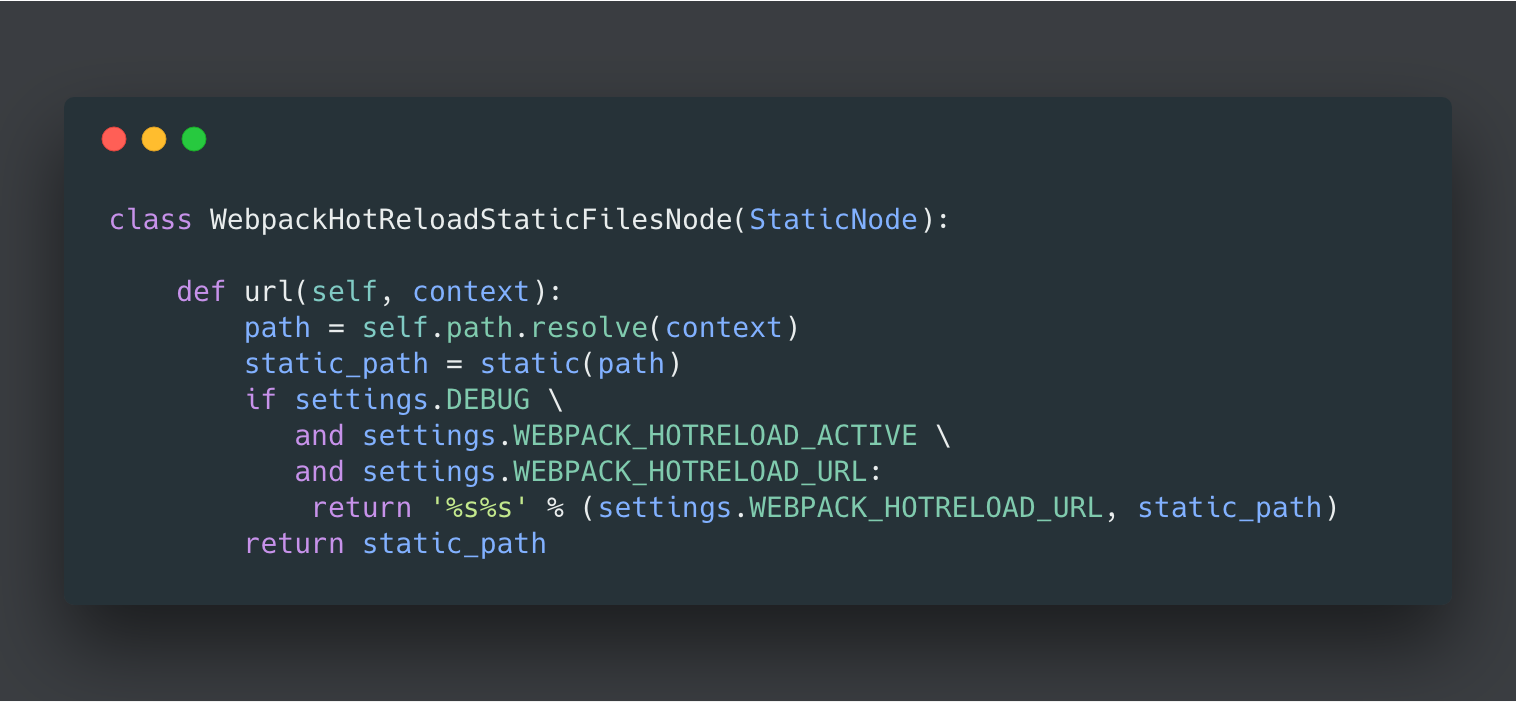 class WebpackHotReloadStaticFilesNode(StaticNode):

    def url(self, context):
        path = self.path.resolve(context)
        static_path = static(path)
        if settings.DEBUG \
           and settings.WEBPACK_HOTRELOAD_ACTIVE \
           and settings.WEBPACK_HOTRELOAD_URL:
            return '%s%s' % (settings.WEBPACK_HOTRELOAD_URL, static_path)
        return static_path